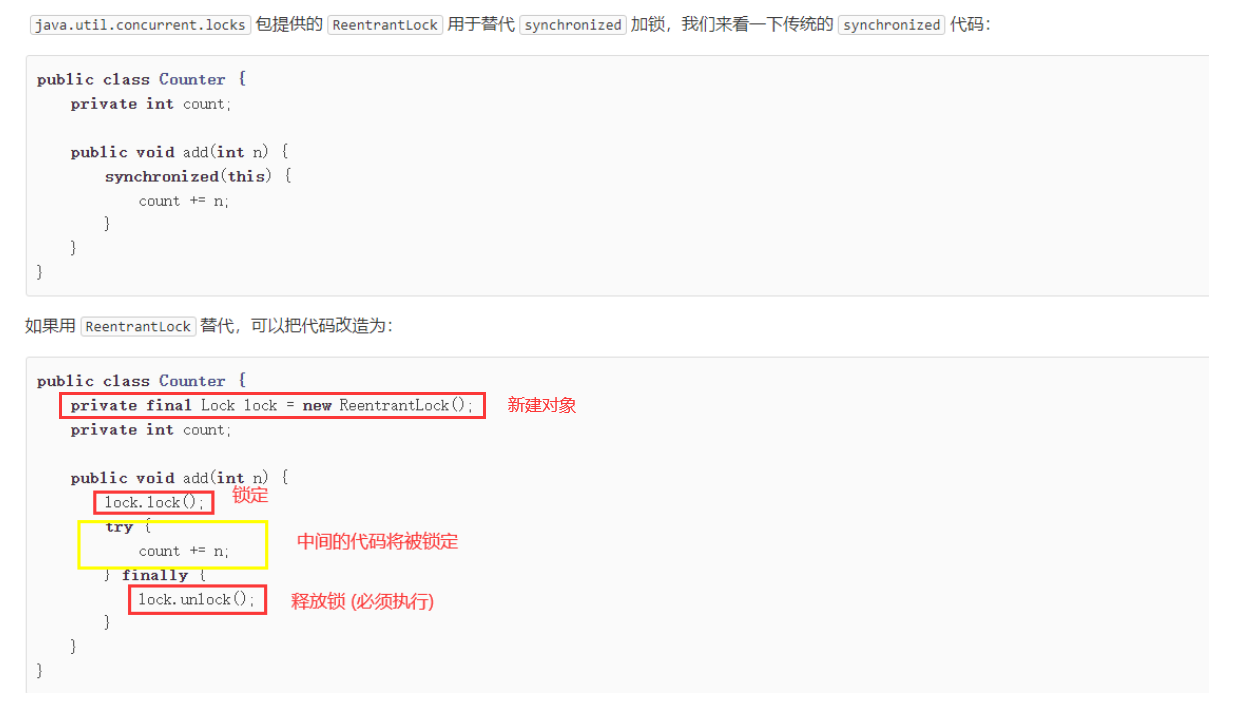 java.util.concurrent.locks 包提供的 ReentrantLock 用于替代 synchronized 加锁，我们来看一下传统的 synchronized 代码：
public class Counter {
    private int count;
    public void add(int n) {
        synchronized(this) {
            count += n;
        }
    }
}
如果用 ReentrantLock 替代，可以把代码改造为：
public class Counter {
    private final Lock lock = new ReentrantLock(); 新建对象
    private int count;
    public void add(int n) {
        lock.lock(); 锁定
        try {
            count += n; 中间的代码将被锁定
        } finally {
            lock.unlock(); 释放锁 (必须执行)
        }
    }
}